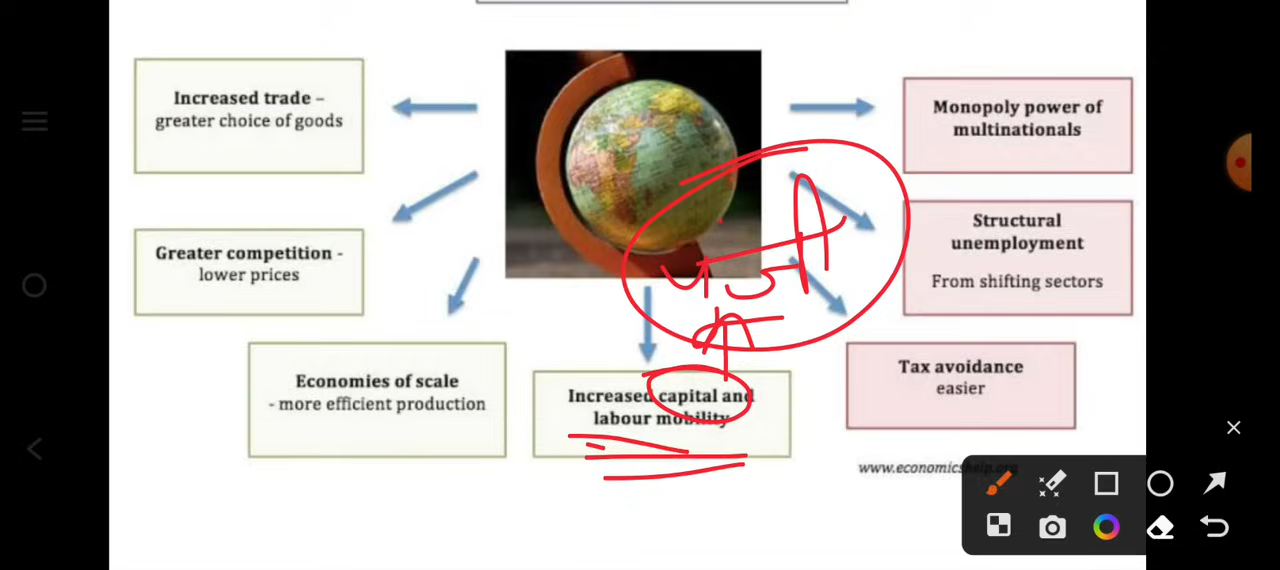 Increased trade –
greater choice of goods
Greater competition -
lower prices
Economies of scale
- more efficient production
Increased capital and
labour mobility
Monopoly power of
multinationals
Structural
unemployment
From shifting sectors
Tax avoidance
easier
www.economicshelp.org